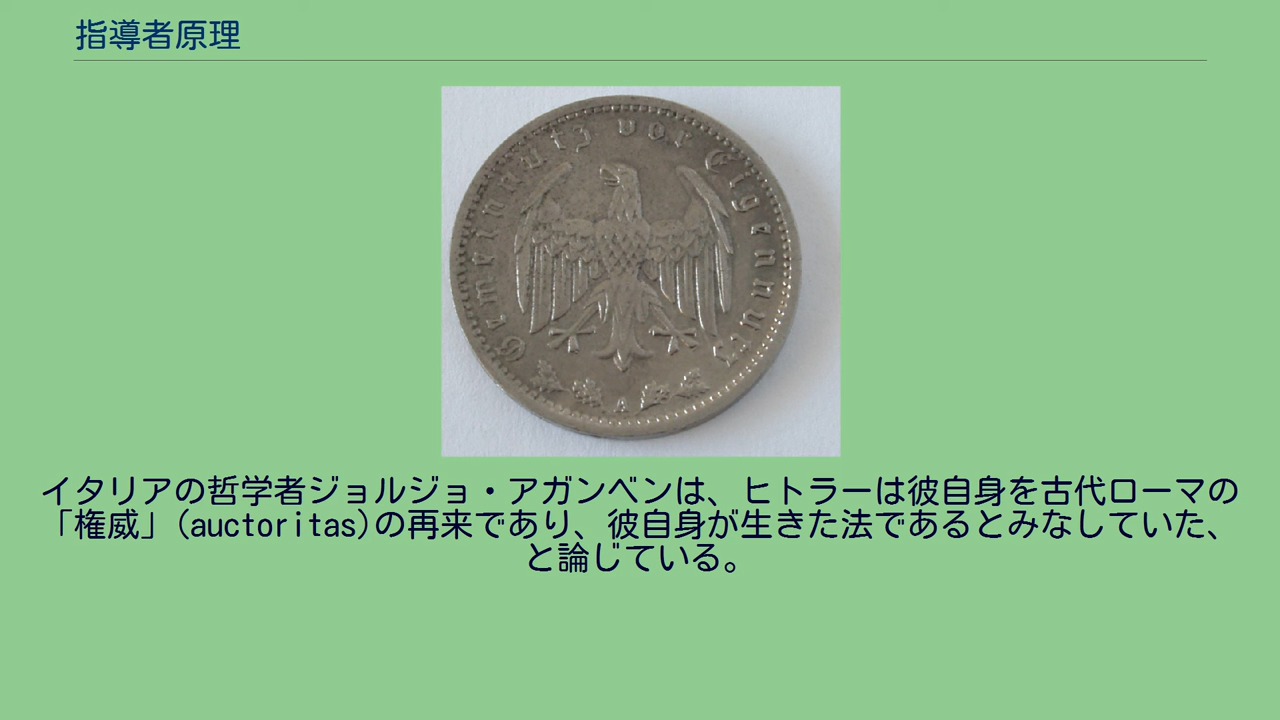 指導者原理
Gemeinnutz vor Eigennutz
A
イタリアの哲学者ジョルジョ・アガンベンは、ヒトラーは彼自身を古代ローマの
「権威」(auctoritas)の再来であり、彼自身が生きた法であるとみなしていた、
と論じている。